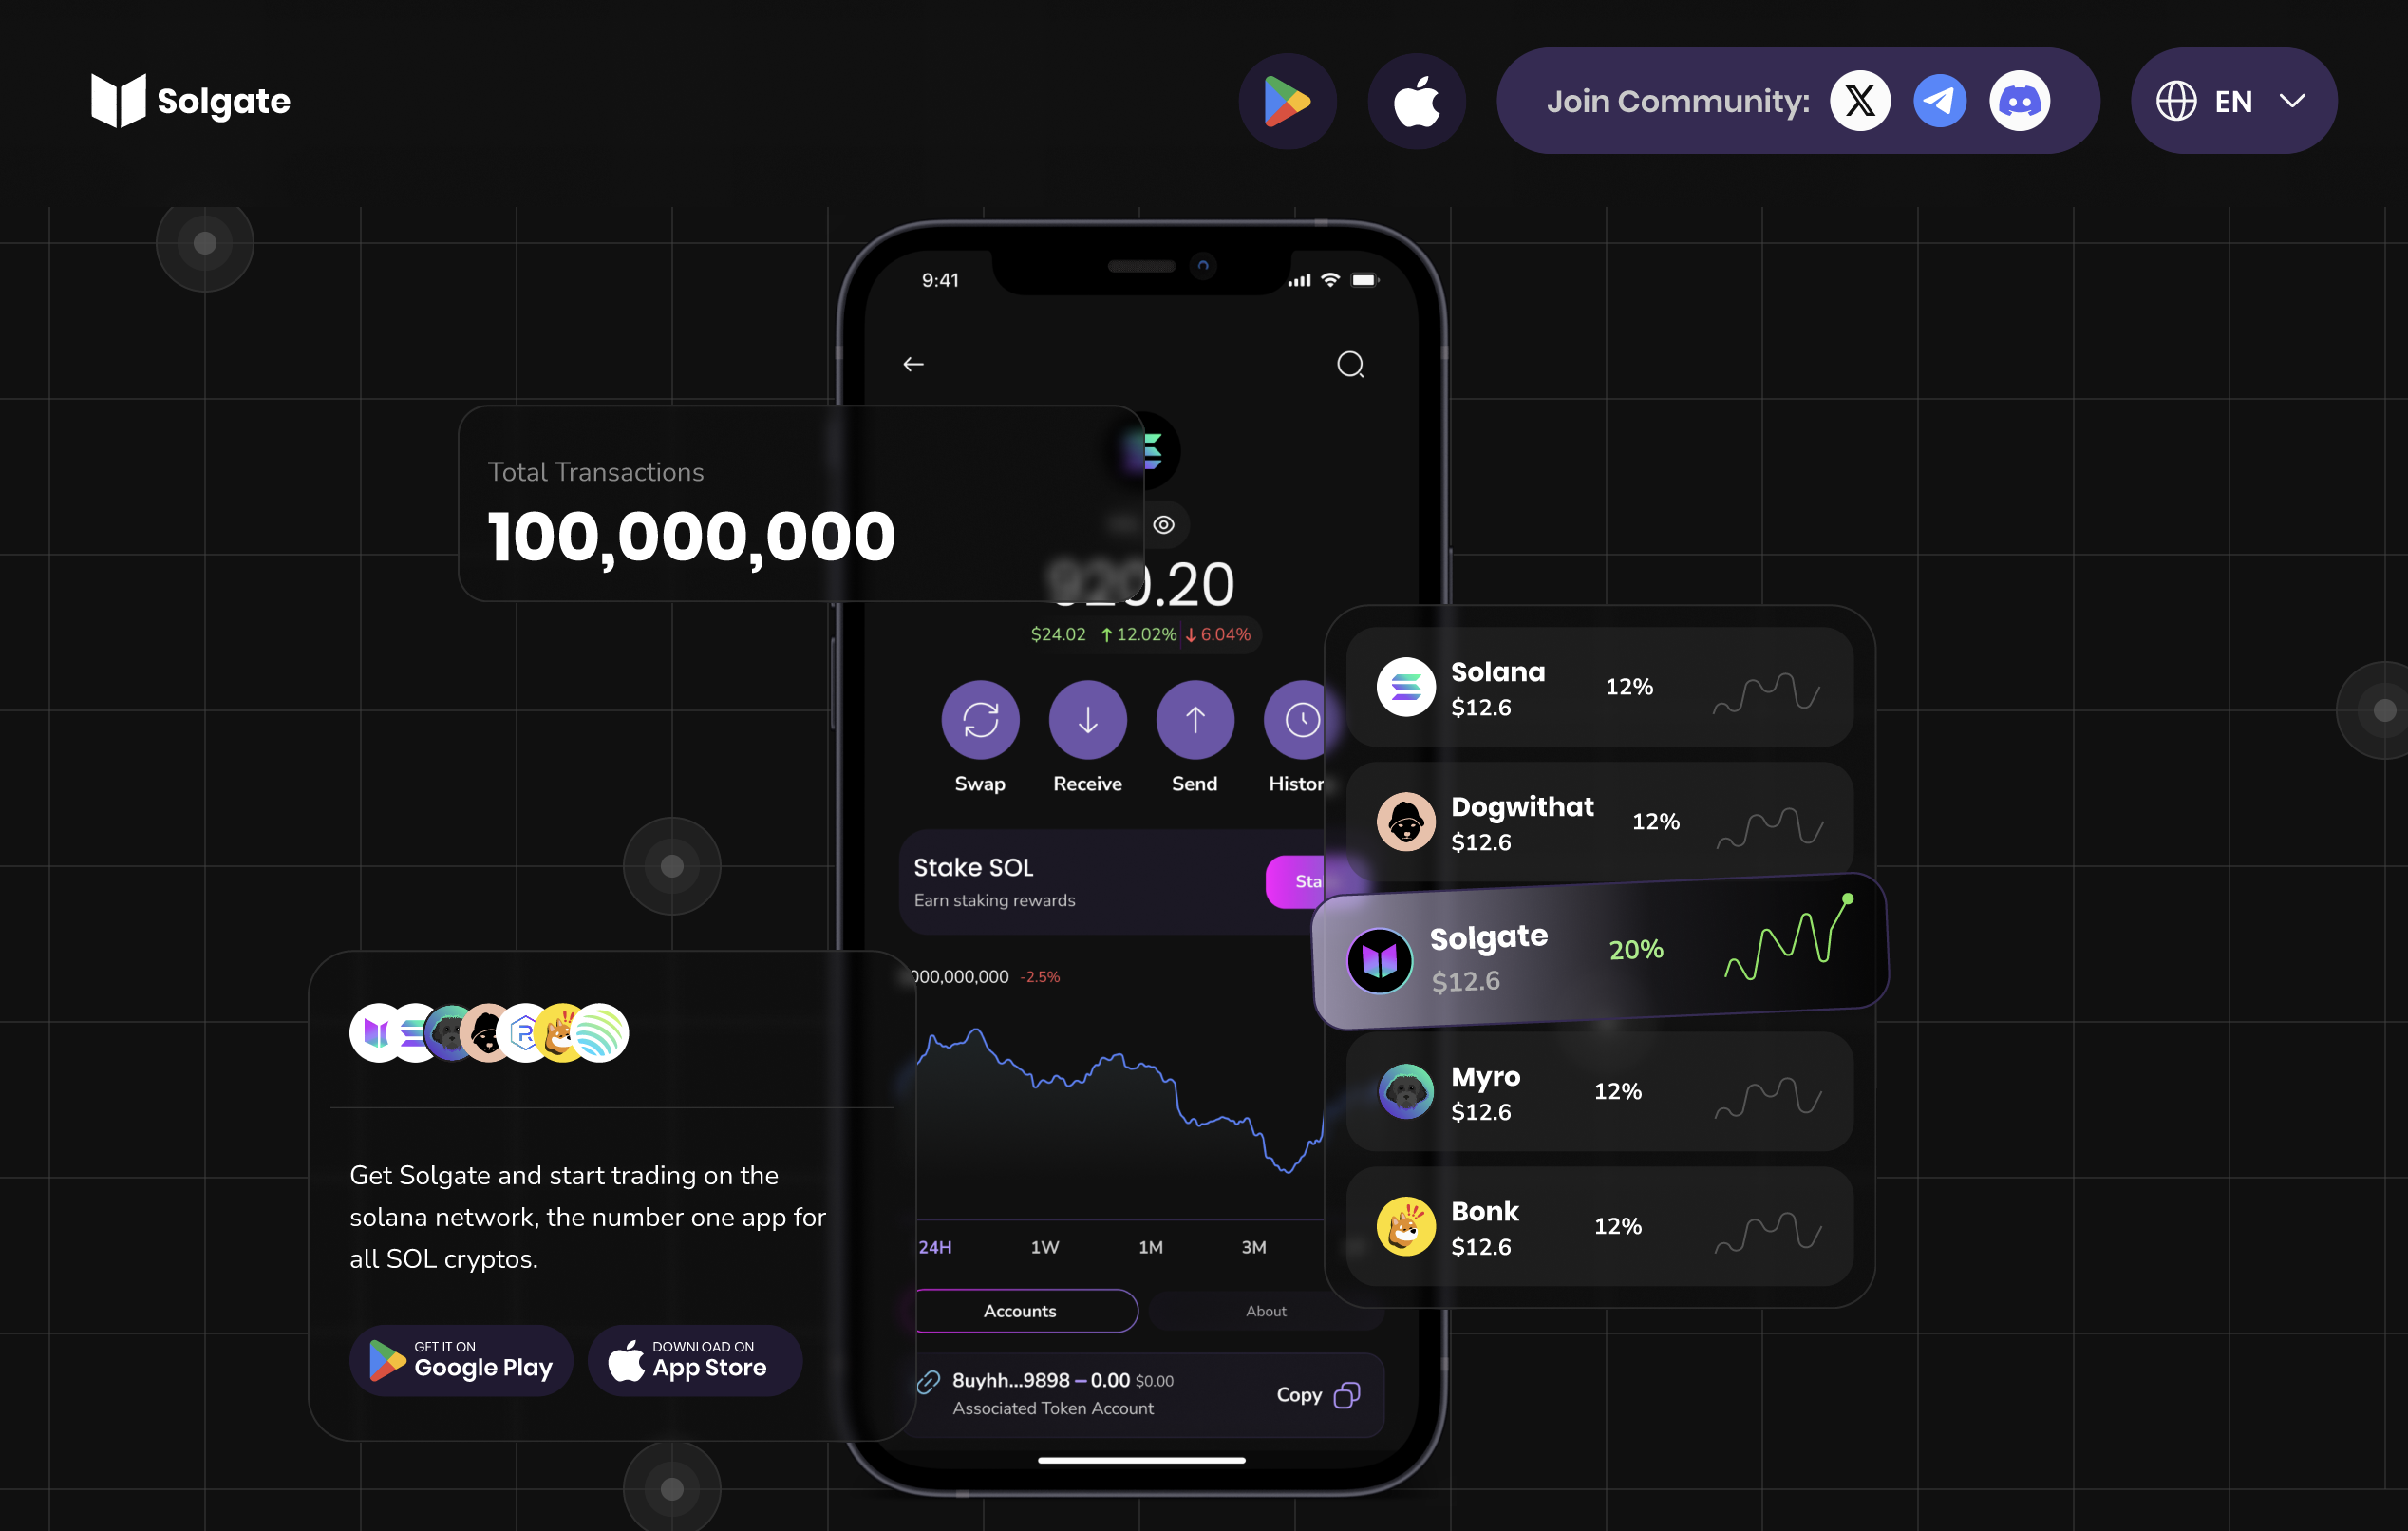 Solgate
Join Community:
EN
9:41
Total Transactions
100,000,000
920.20
$24.02 ↑12.02% ↓6.04%
Swap
Receive
Send
Stake SOL
Earn staking rewards
000,000,000 -2.5%
24H
1W
1M
3M
Accounts
About
8uyhh...9898 – 0.00 $0.00
Associated Token Account
Copy
Solana
$12.6
12%
Dogwithat
$12.6
12%
Solgate
$12.6
20%
Myro
$12.6
12%
Bonk
$12.6
12%
Get Solgate and start trading on the
solana network, the number one app for
all SOL cryptos.
GET IT ON
Google Play
DOWNLOAD ON
App Store